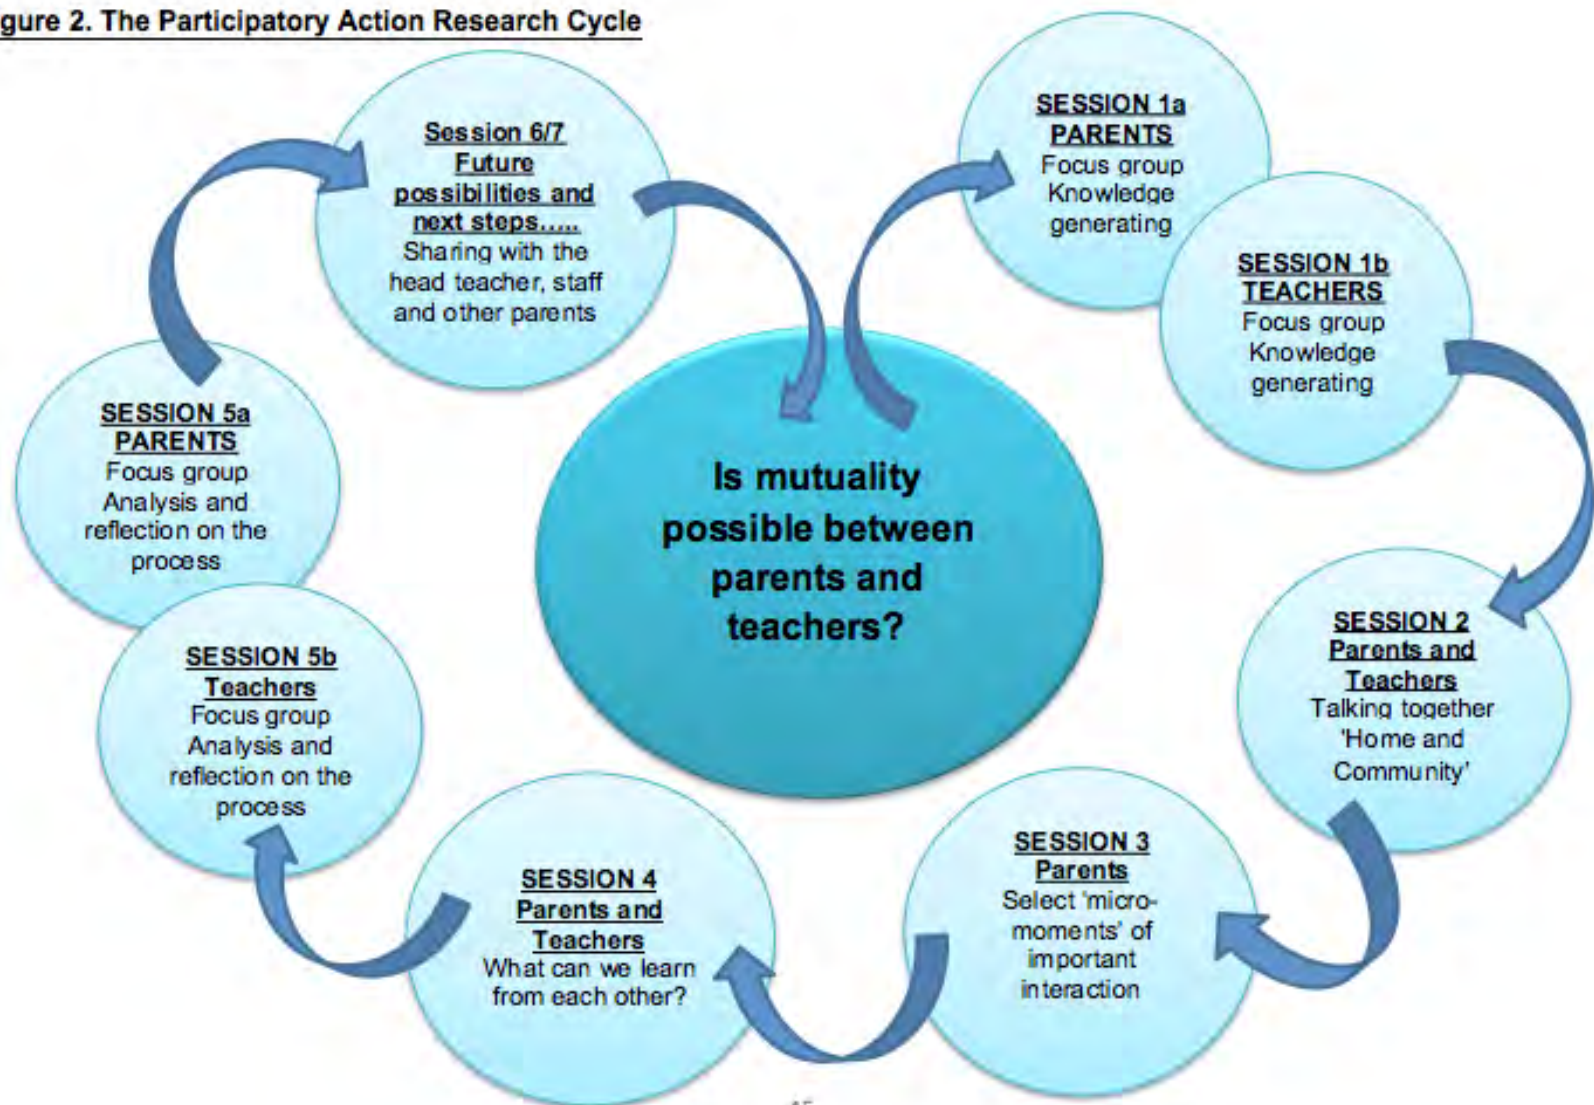 gure 2. The Participatory Action Research Cycle
SESSION 1a
PARENTS
Focus group
Knowledge
generating
SESSION 1b
TEACHERS
Focus group
Knowledge
generating
SESSION 2
Parents and
Teachers
Talking together
'Home and
Community'
SESSION 3
Parents
Select 'micro-
moments' of
important
interaction
SESSION 4
Parents and
Teachers
What can we learn
from each other?
SESSION 5b
Teachers
Focus group
Analysis and
reflection on the
process
SESSION 5a
PARENTS
Focus group
Analysis and
reflection on the
process
Session 6/7
Future
possibilities and
next steps.....
Sharing with the
head teacher, staff
and other parents
Is mutuality
possible between
parents and
teachers?